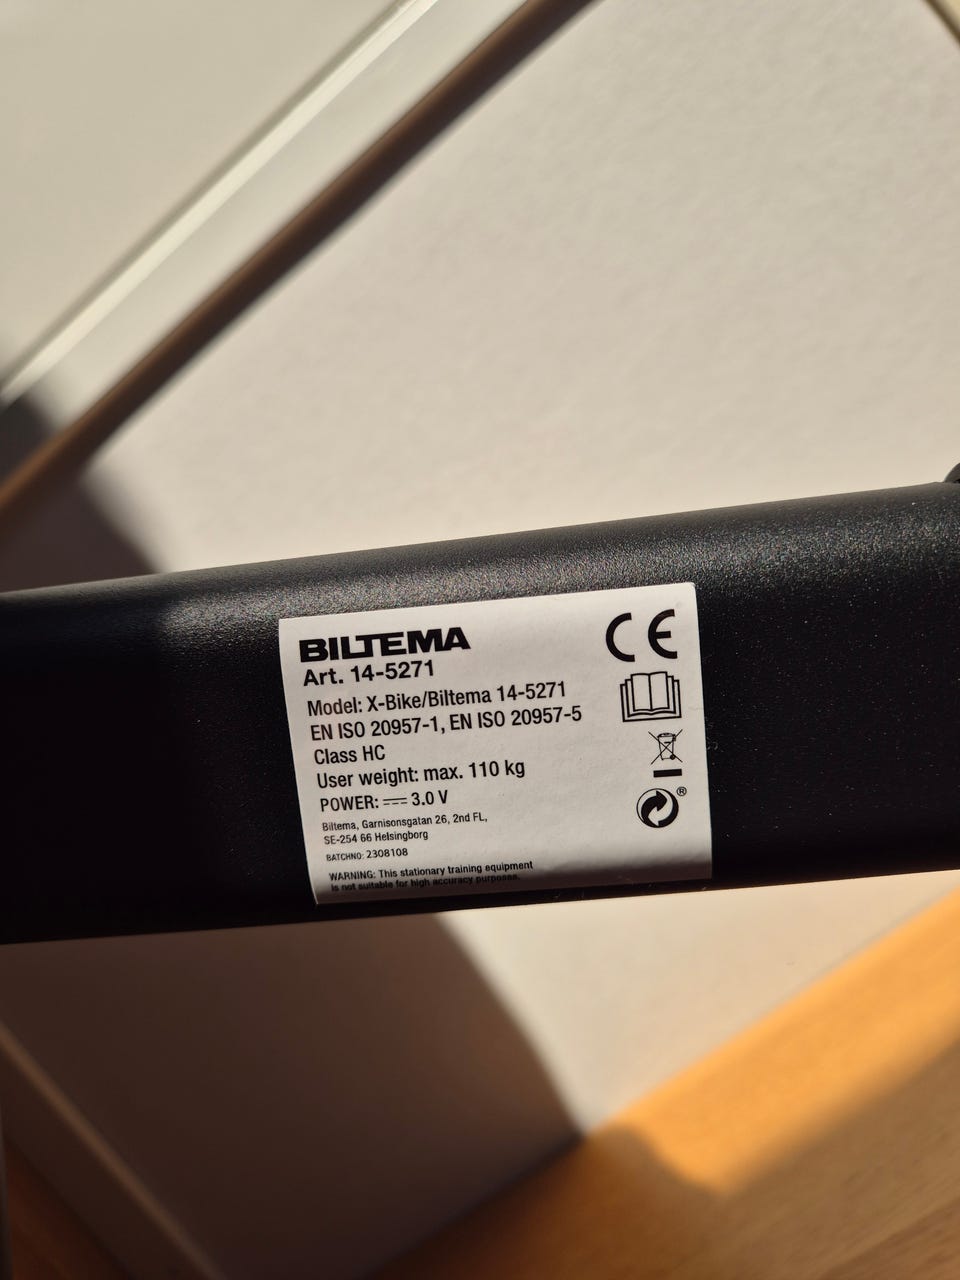 BILTEMA
Art. 14-5271
Model: X-Bike/Biltema 14-5271
EN ISO 20957-1, EN ISO 20957-5
Class HC
User weight: max. 110 kg
POWER: ⎓ 3.0 V
Biltema, Garnisonsgatan 26, 2nd FL,
SE-254 66 Helsingborg
BATCHNO: 2308108
WARNING: This stationary training equipment
is not suitable for high accuracy purposes.
CE
®